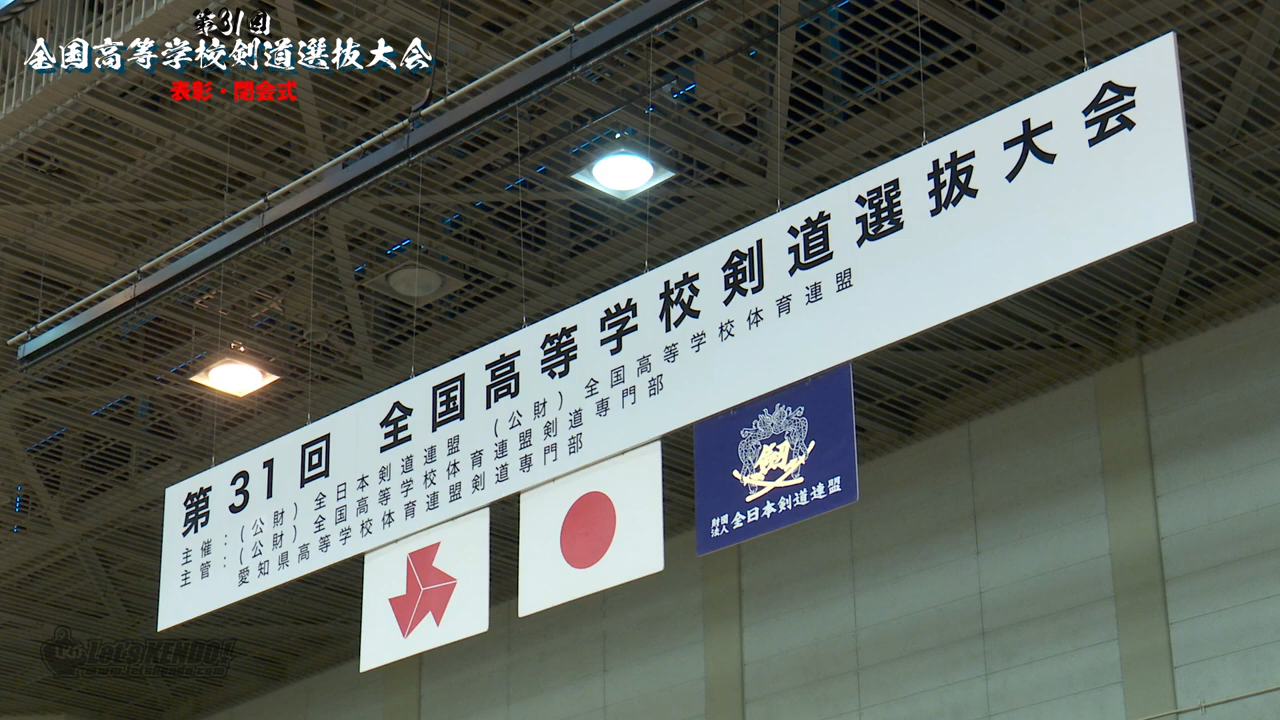 第31回
全国高等学校剣道選抜大会
表彰・閉会式
第31回 全国高等学校剣道選抜大会
主催：(公財)全日本剣道連盟 (公財)全国高等学校体育連盟
主管：(公財)全国高等学校体育連盟剣道専門部
愛知県高等学校体育連盟剣道専門部
財団法人 全日本剣道連盟
Let's KENDO!